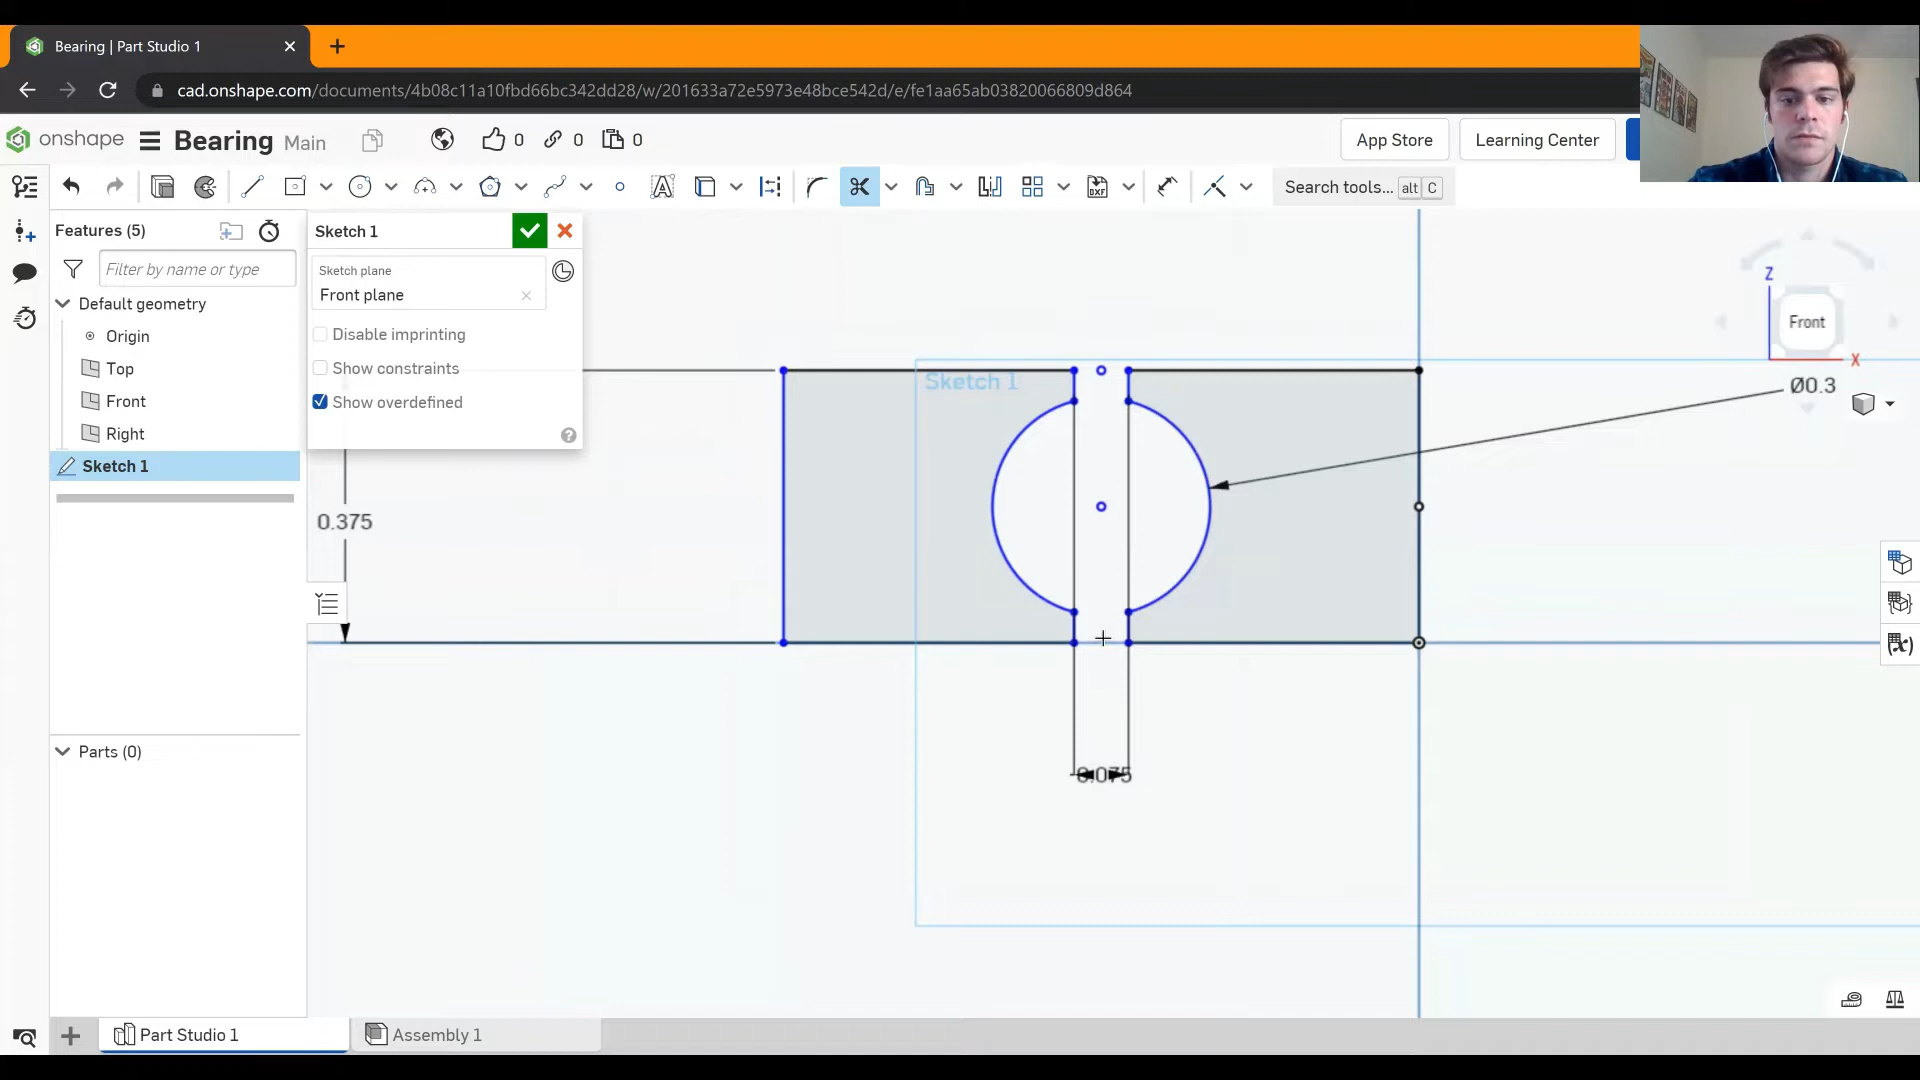 Bearing | Part Studio 1
cad.onshape.com/documents/4b08c11a10fbd66bc342dd28/w/201633a72e5973e48bce542d/e/fe1aa65ab03820066809d864
onshape Bearing Main 0 0 0 App Store Learning Center
Search tools... alt C
Features (5)
Filter by name or type
Default geometry
Origin
Top
Front
Right
Sketch 1
Parts (0)
Sketch 1
Sketch plane
Front plane
Disable imprinting
Show constraints
Show overdefined
Sketch 1
0.375
0.075
Ø0.3
Z
Front
X
(x)
Part Studio 1
Assembly 1